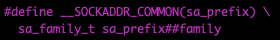 #define __SOCKADDR_COMMON(sa_prefix) \
sa_family_t sa_prefix##family